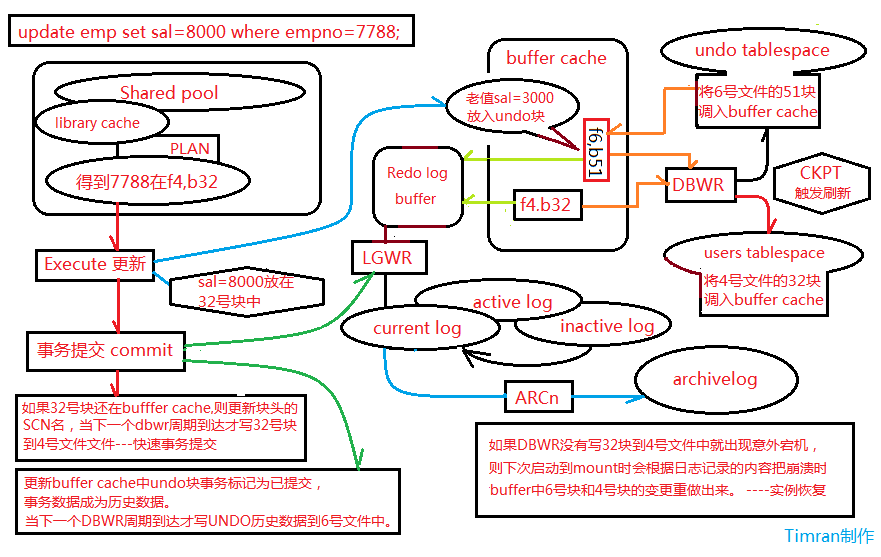 update emp set sal=8000 where empno=7788;
Shared pool
library cache
PLAN
得到7788在f4,b32
Execute 更新
sal=8000放在
32号块中
事务提交 commit
如果32号块还在bufffer cache,则更新块头的
SCN名，当下一个dbwr周期到达才写32号块
到4号文件文件---快速事务提交
更新buffer cache中undo块事务标记为已提交，
事务数据成为历史数据。
当下一个DBWR周期到达才写UNDO历史数据到6号文件中。
buffer cache
老值sal=3000
放入undo块
f6,b51
f4.b32
Redo log
buffer
LGWR
current log
active log
inactive log
ARCn
archivelog
undo tablespace
将6号文件的51块
调入buffer cache
DBWR
CKPT
触发刷新
users tablespace
将4号文件的32块
调入buffer cache
如果DBWR没有写32块到4号文件中就出现意外宕机，
则下次启动到mount时会根据日志记录的内容把崩溃时
buffer中6号块和4号块的变更重做出来。 ----实例恢复
Timran制作